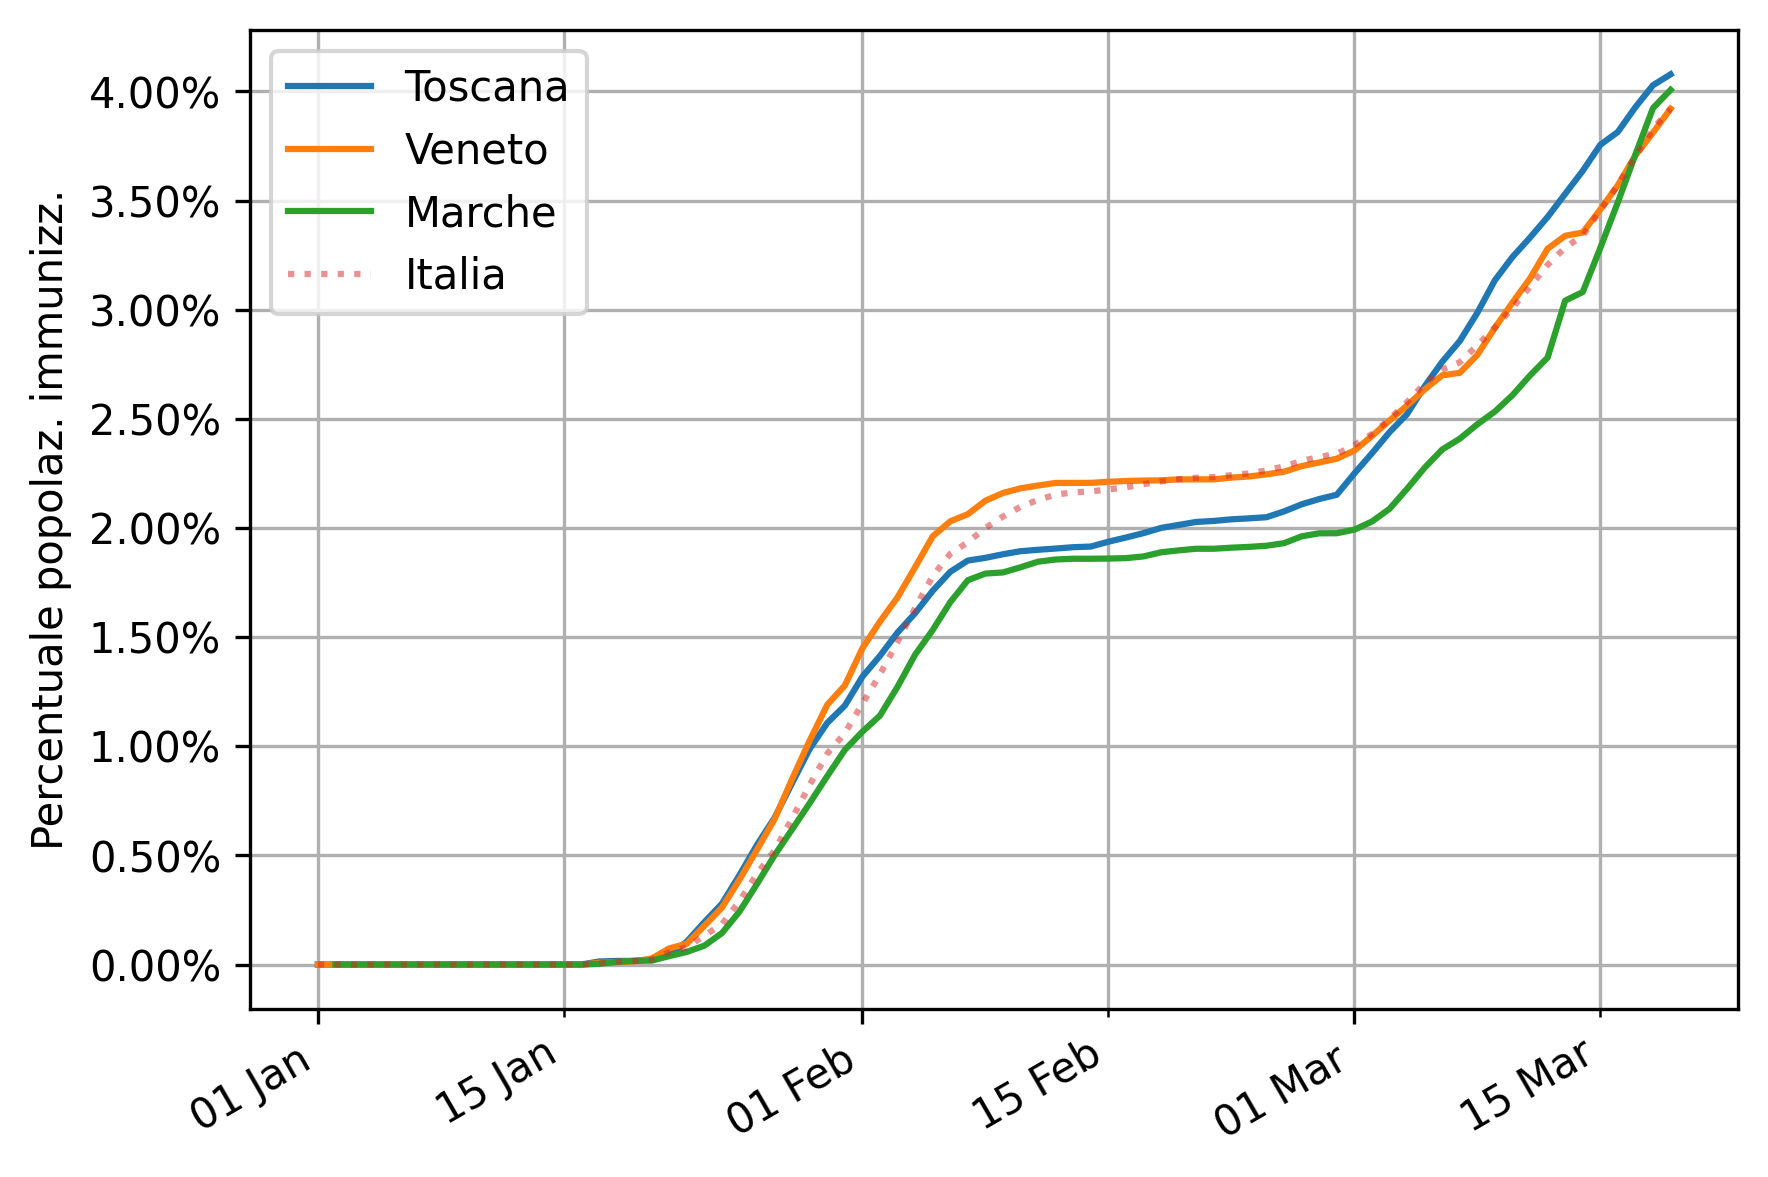 Toscana
Veneto
Marche
Italia
Percentuale popolaz. immunizz.
4.00%
3.50%
3.00%
2.50%
2.00%
1.50%
1.00%
0.50%
0.00%
01 Jan
15 Jan
01 Feb
15 Feb
01 Mar
15 Mar